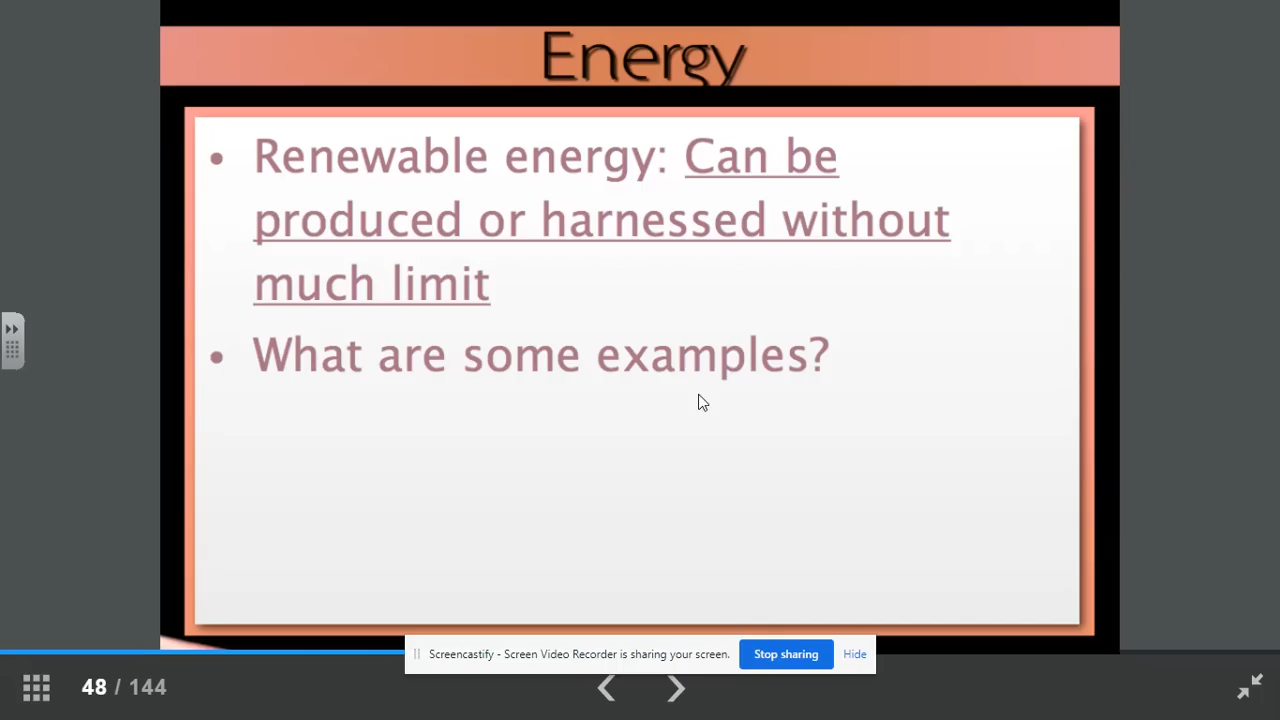 Energy
• Renewable energy: Can be
produced or harnessed without
much limit
• What are some examples?
Screencastify - Screen Video Recorder is sharing your screen. Stop sharing Hide
48 / 144